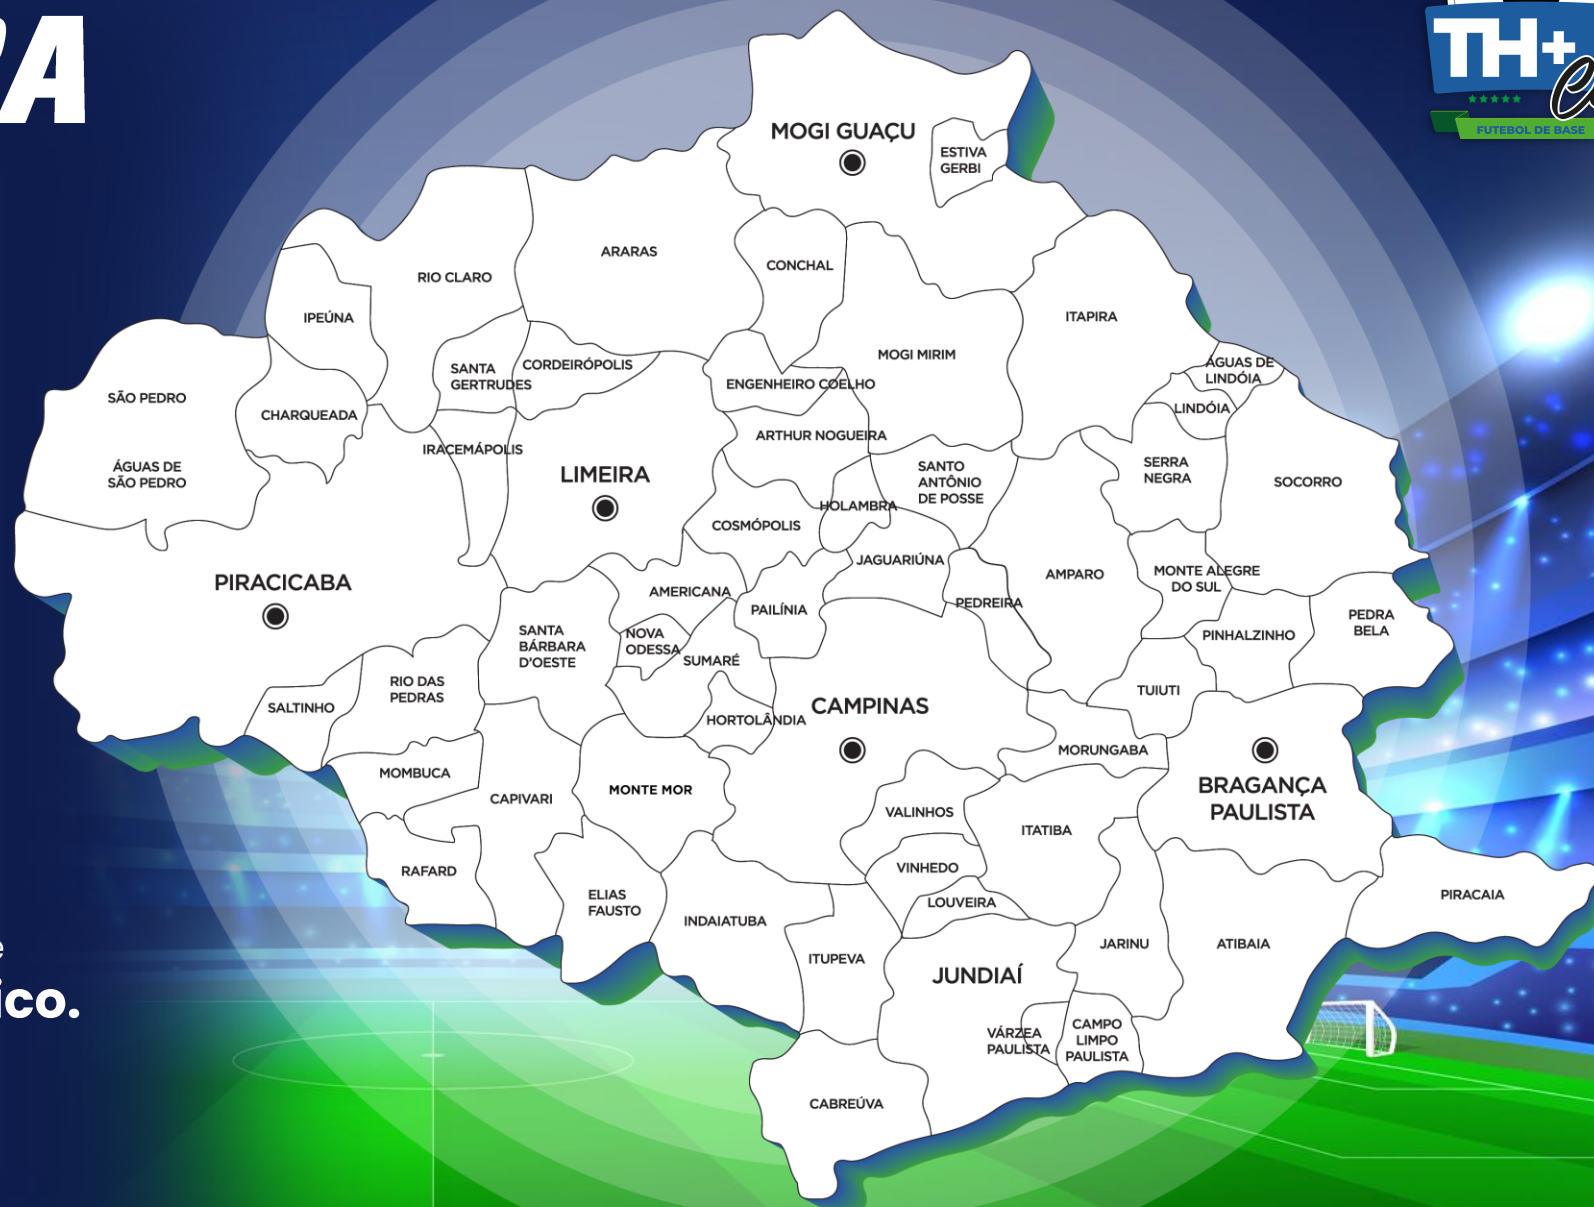 TH+
FUTEBOL DE BASE
MOGI GUAÇU
ESTIVA
GERBI
ARARAS
CONCHAL
RIO CLARO
IPEÚNA
ITAPIRA
MOGI MIRIM
SANTA
GERTRUDES
CORDEIRÓPOLIS
ENGENHEIRO COELHO
ÁGUAS DE
LINDÓIA
LINDÓIA
SÃO PEDRO
CHARQUEADA
ÁGUAS DE
SÃO PEDRO
IRACEMÁPOLIS
LIMEIRA
ARTHUR NOGUEIRA
SANTO
ANTÔNIO
DE POSSE
SERRA
NEGRA
SOCORRO
HOLAMBRA
COSMÓPOLIS
JAGUARIÚNA
AMPARO
MONTE ALEGRE
DO SUL
PIRACICABA
AMERICANA
PAILÍNIA
PEDREIRA
PEDRA
BELA
PINHALZINHO
SANTA
BÁRBARA
D'OESTE
NOVA
ODESSA
SUMARÉ
RIO DAS
PEDRAS
SALTINHO
TUIUTI
HORTOLÂNDIA
CAMPINAS
MORUNGABA
MOMBUCA
CAPIVARI
MONTE MOR
BRAGANÇA
PAULISTA
VALINHOS
ITATIBA
RAFARD
VINHEDO
ELIAS
FAUSTO
LOUVEIRA
PIRACAIA
INDAIATUBA
ITUPEVA
JARINU
ATIBAIA
JUNDIAÍ
VÁRZEA
PAULISTA
CAMPO
LIMPO
PAULISTA
CABREÚVA